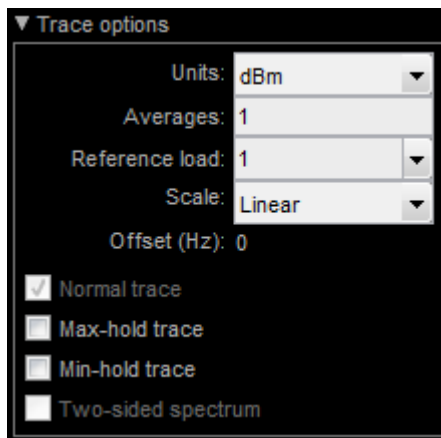 Trace options
Units: dBm
Averages: 1
Reference load: 1
Scale: Linear
Offset (Hz): 0
Normal trace
Max-hold trace
Min-hold trace
Two-sided spectrum